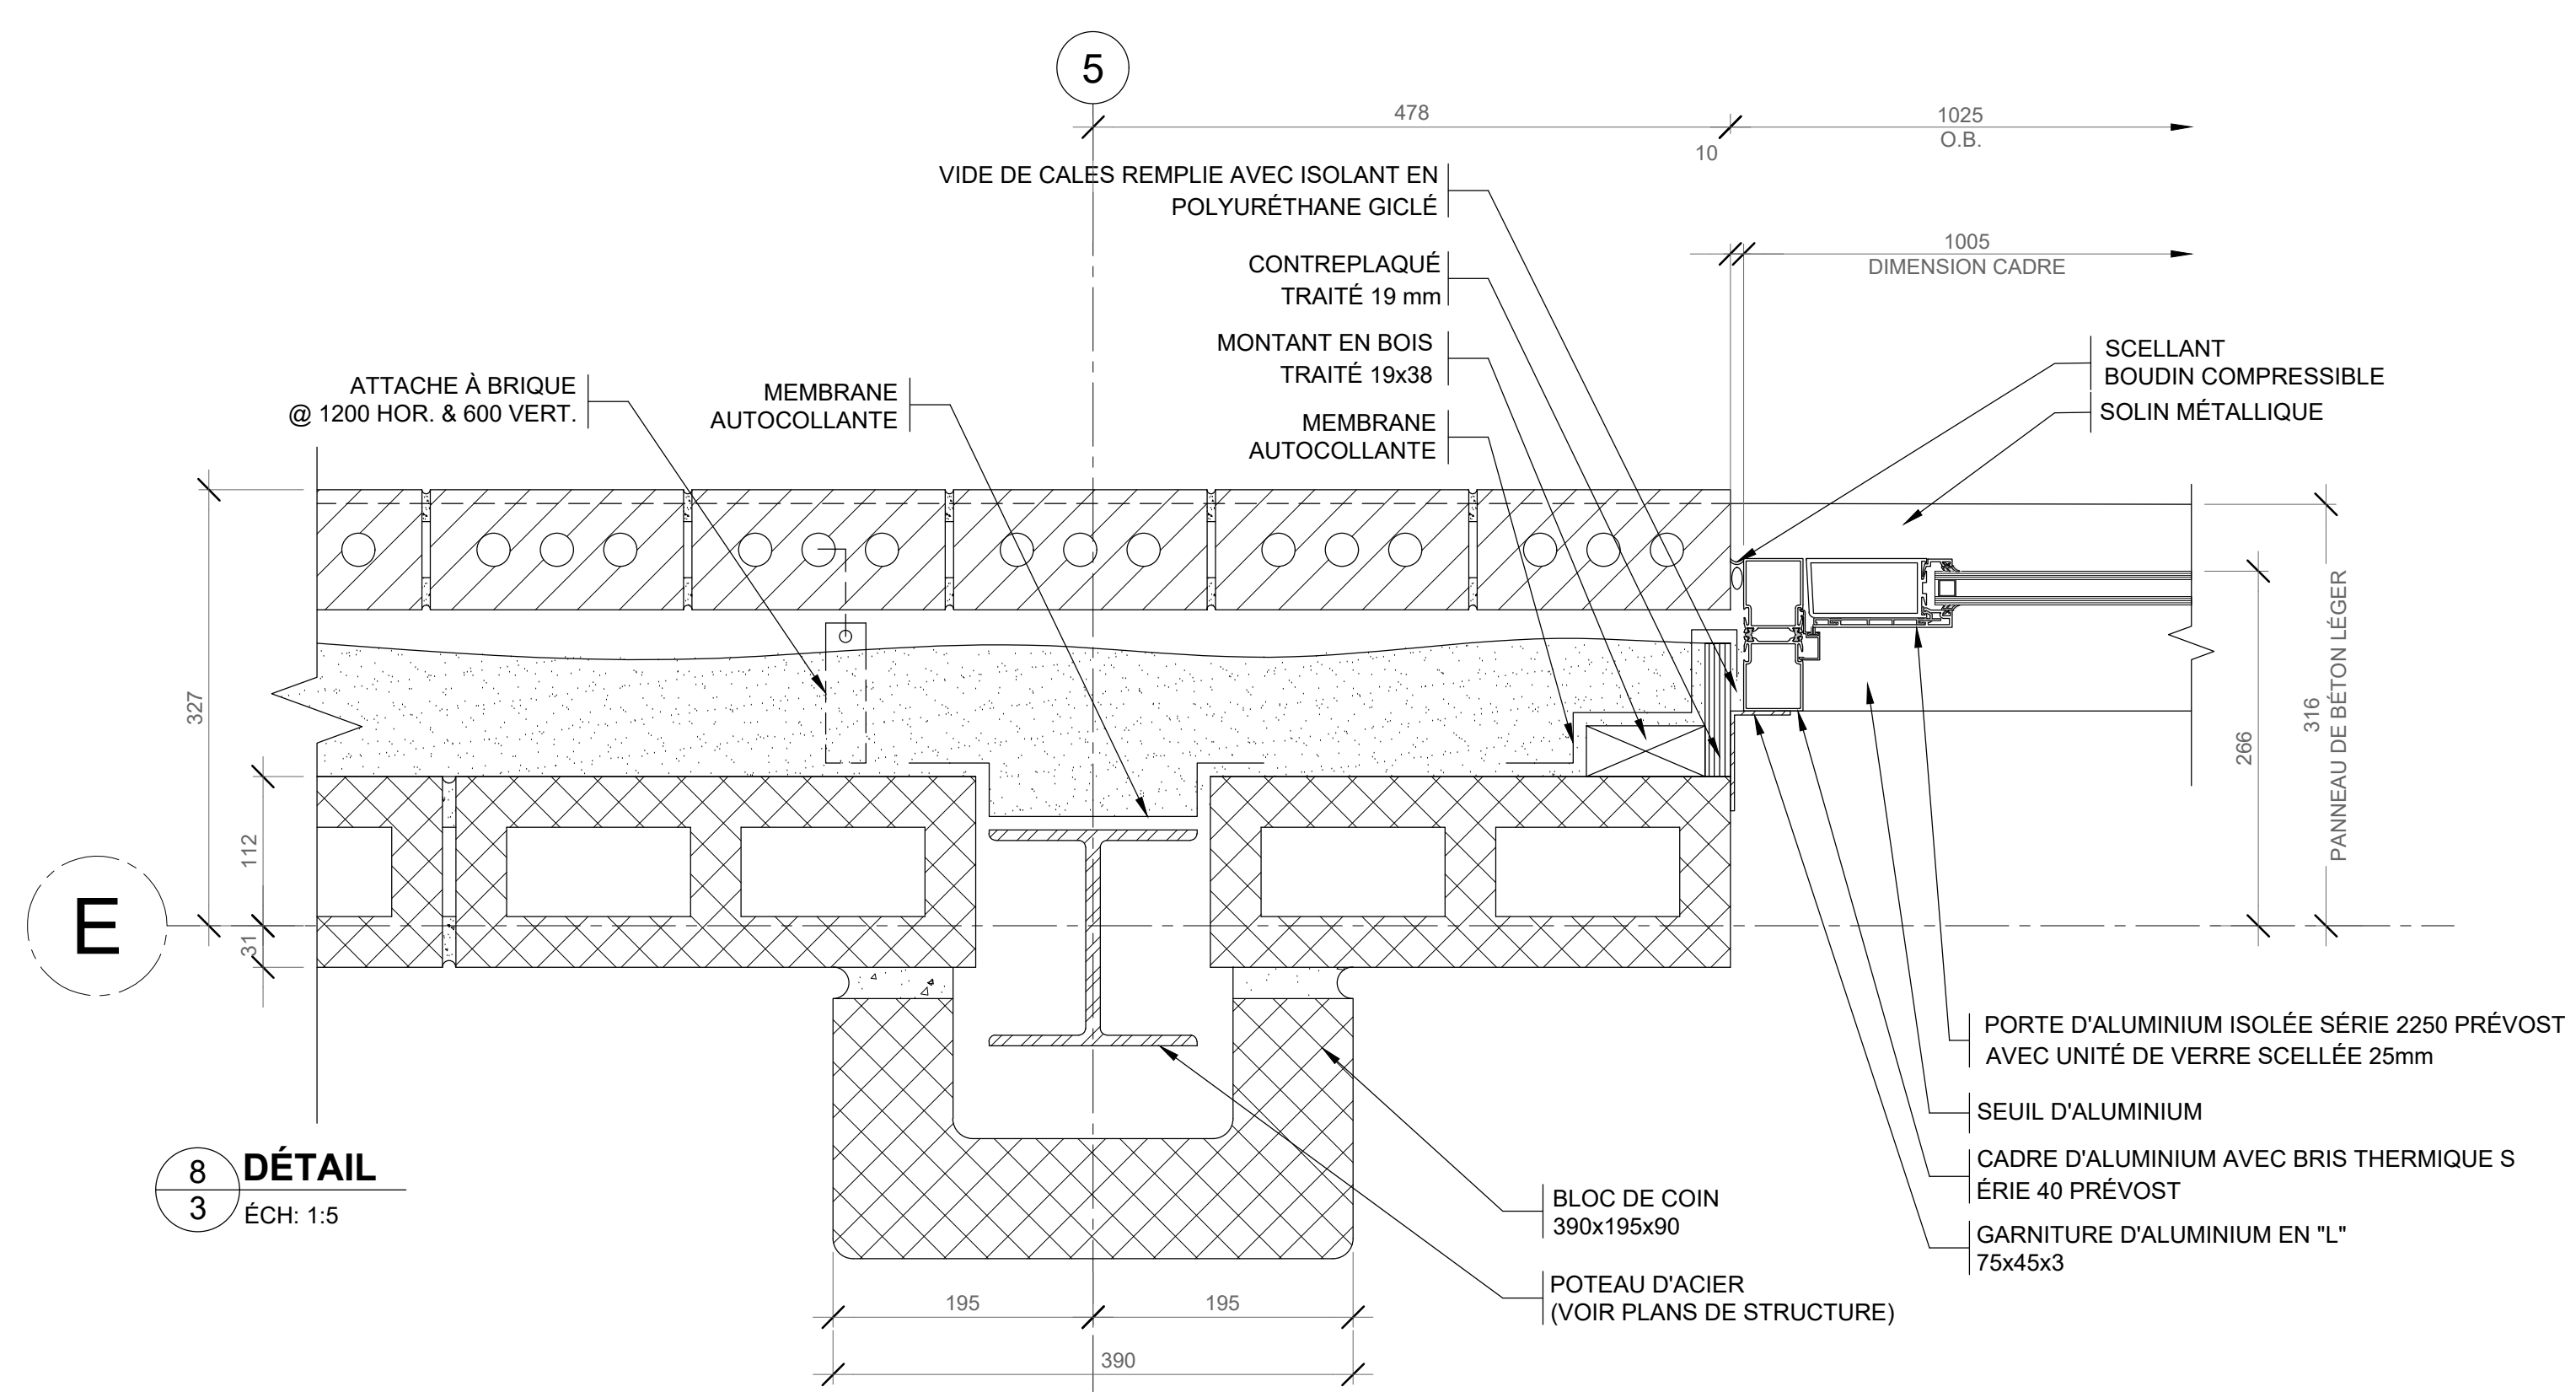 5
478
1025
O.B.
10
VIDE DE CALES REMPLIE AVEC ISOLANT EN
POLYURÉTHANE GICLÉ
1005
DIMENSION CADRE
CONTREPLAQUÉ
TRAITÉ 19 mm
MONTANT EN BOIS
TRAITÉ 19x38
MEMBRANE
AUTOCOLLANTE
SCELLANT
BOUDIN COMPRESSIBLE
SOLIN MÉTALLIQUE
ATTACHE À BRIQUE
@ 1200 HOR. & 600 VERT.
MEMBRANE
AUTOCOLLANTE
327
112
31
E
316
PANNEAU DE BÉTON LÉGER
266
PORTE D'ALUMINIUM ISOLÉE SÉRIE 2250 PRÉVOST
AVEC UNITÉ DE VERRE SCELLÉE 25mm
SEUIL D'ALUMINIUM
CADRE D'ALUMINIUM AVEC BRIS THERMIQUE S
ÉRIE 40 PRÉVOST
GARNITURE D'ALUMINIUM EN "L"
75x45x3
BLOC DE COIN
390x195x90
POTEAU D'ACIER
(VOIR PLANS DE STRUCTURE)
195
195
390
8
3
DÉTAIL
ÉCH: 1:5